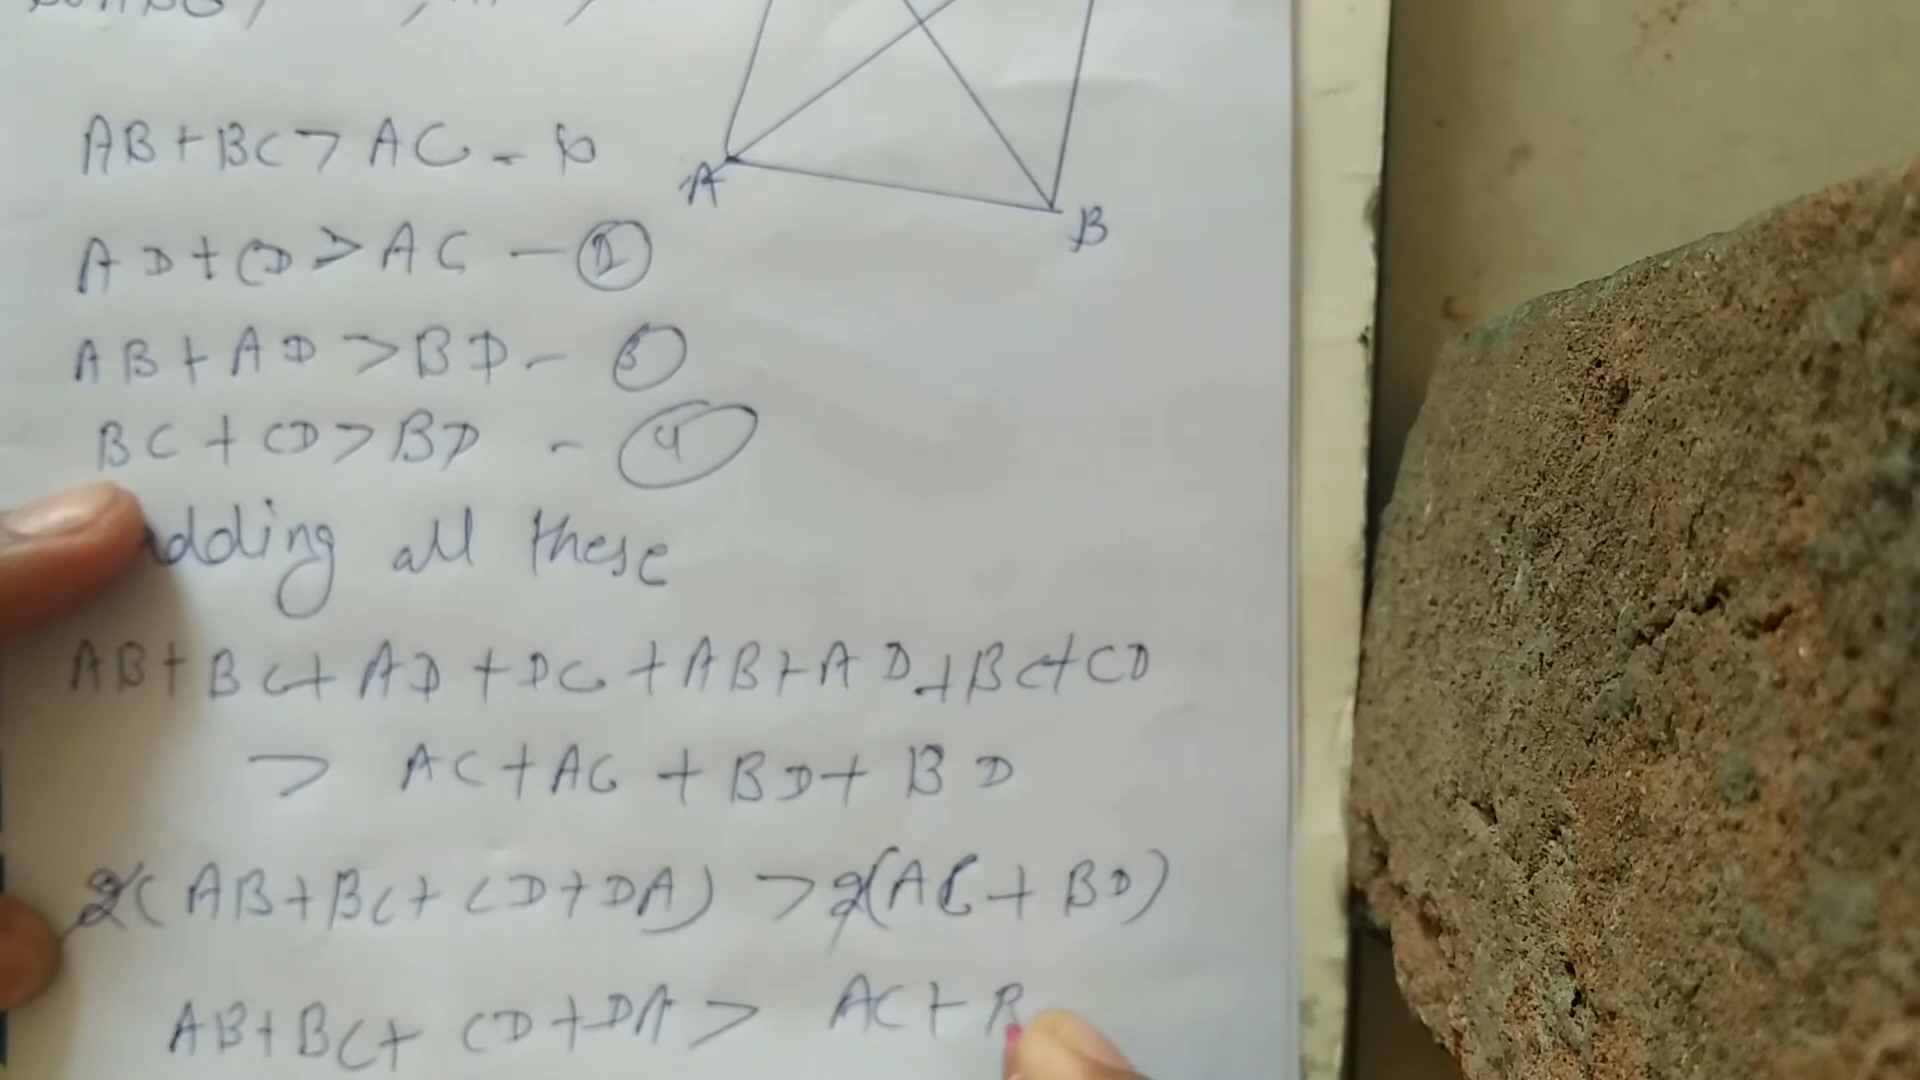 AB+BC>AC-
AD+CD>AC-②
AB+AD>BD-③
BC+CD>BD-④
adding all these
A
B
AB+BC+AD+DC+AB+AD+BC+CD
> AC+AC+BD+BD
2(AB+BC+CD+DA)>2(AC+BD)
AB+BC+CD+DA> AC+